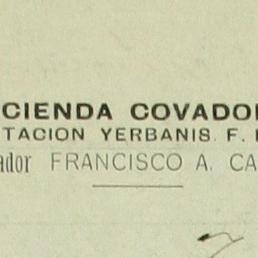 CIENDA COVADO
TACION YERBANIS. F.
ador FRANCISCO A. CA